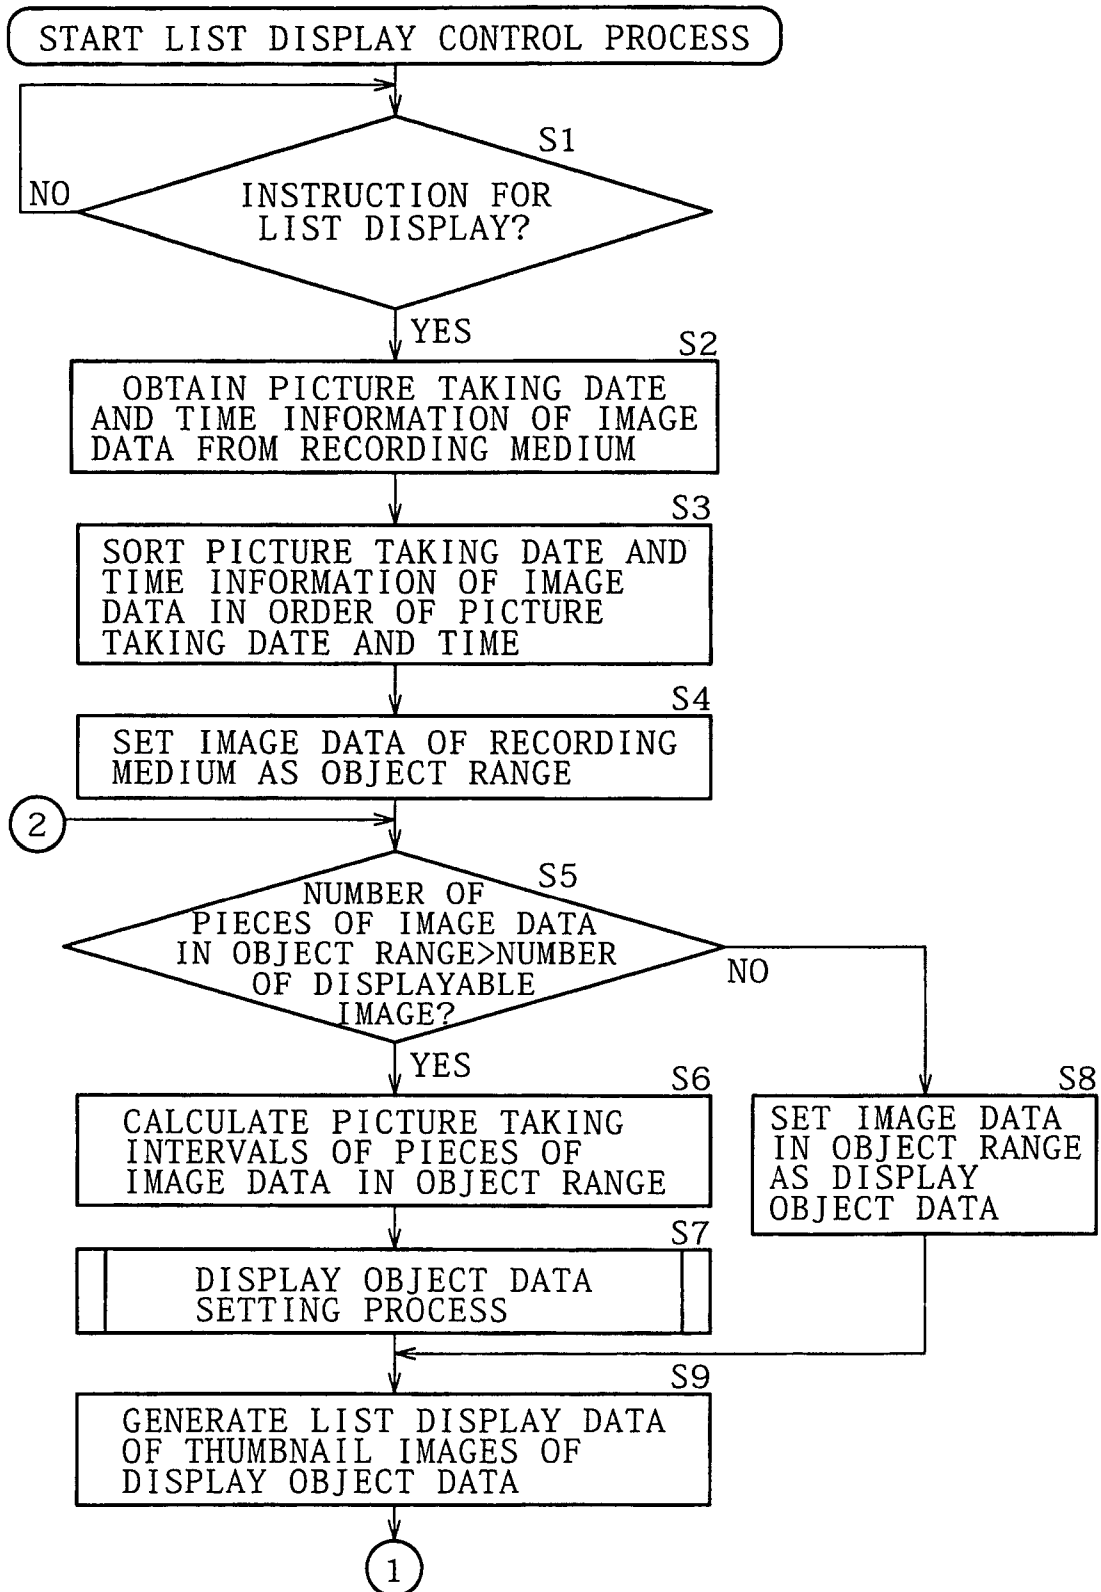 START LIST DISPLAY CONTROL PROCESS
S1
NO
INSTRUCTION FOR
LIST DISPLAY?
YES
S2
OBTAIN PICTURE TAKING DATE
AND TIME INFORMATION OF IMAGE
DATA FROM RECORDING MEDIUM
S3
SORT PICTURE TAKING DATE AND
TIME INFORMATION OF IMAGE
DATA IN ORDER OF PICTURE
TAKING DATE AND TIME
S4
SET IMAGE DATA OF RECORDING
MEDIUM AS OBJECT RANGE
2
S5
NUMBER OF
PIECES OF IMAGE DATA
IN OBJECT RANGE>NUMBER
OF DISPLAYABLE
IMAGE?
NO
YES
S6
CALCULATE PICTURE TAKING
INTERVALS OF PIECES OF
IMAGE DATA IN OBJECT RANGE
S8
SET IMAGE DATA
IN OBJECT RANGE
AS DISPLAY
OBJECT DATA
S7
DISPLAY OBJECT DATA
SETTING PROCESS
S9
GENERATE LIST DISPLAY DATA
OF THUMBNAIL IMAGES OF
DISPLAY OBJECT DATA
1